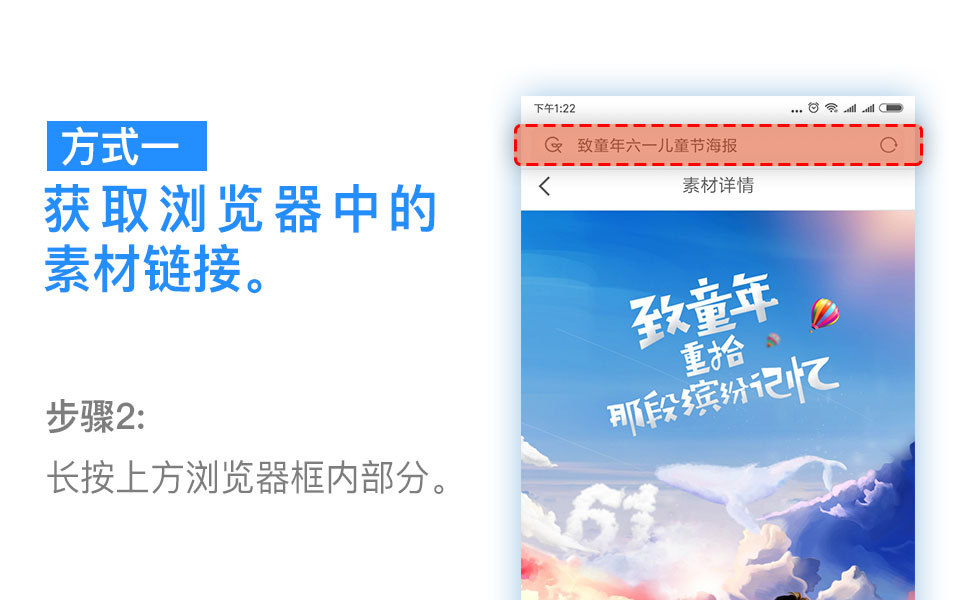 方式一
获取浏览器中的
素材链接。
步骤2:
长按上方浏览器框内部分。
下午1:22
致童年六一儿童节海报
素材详情
致童年
重拾
那段缤纷记忆
61